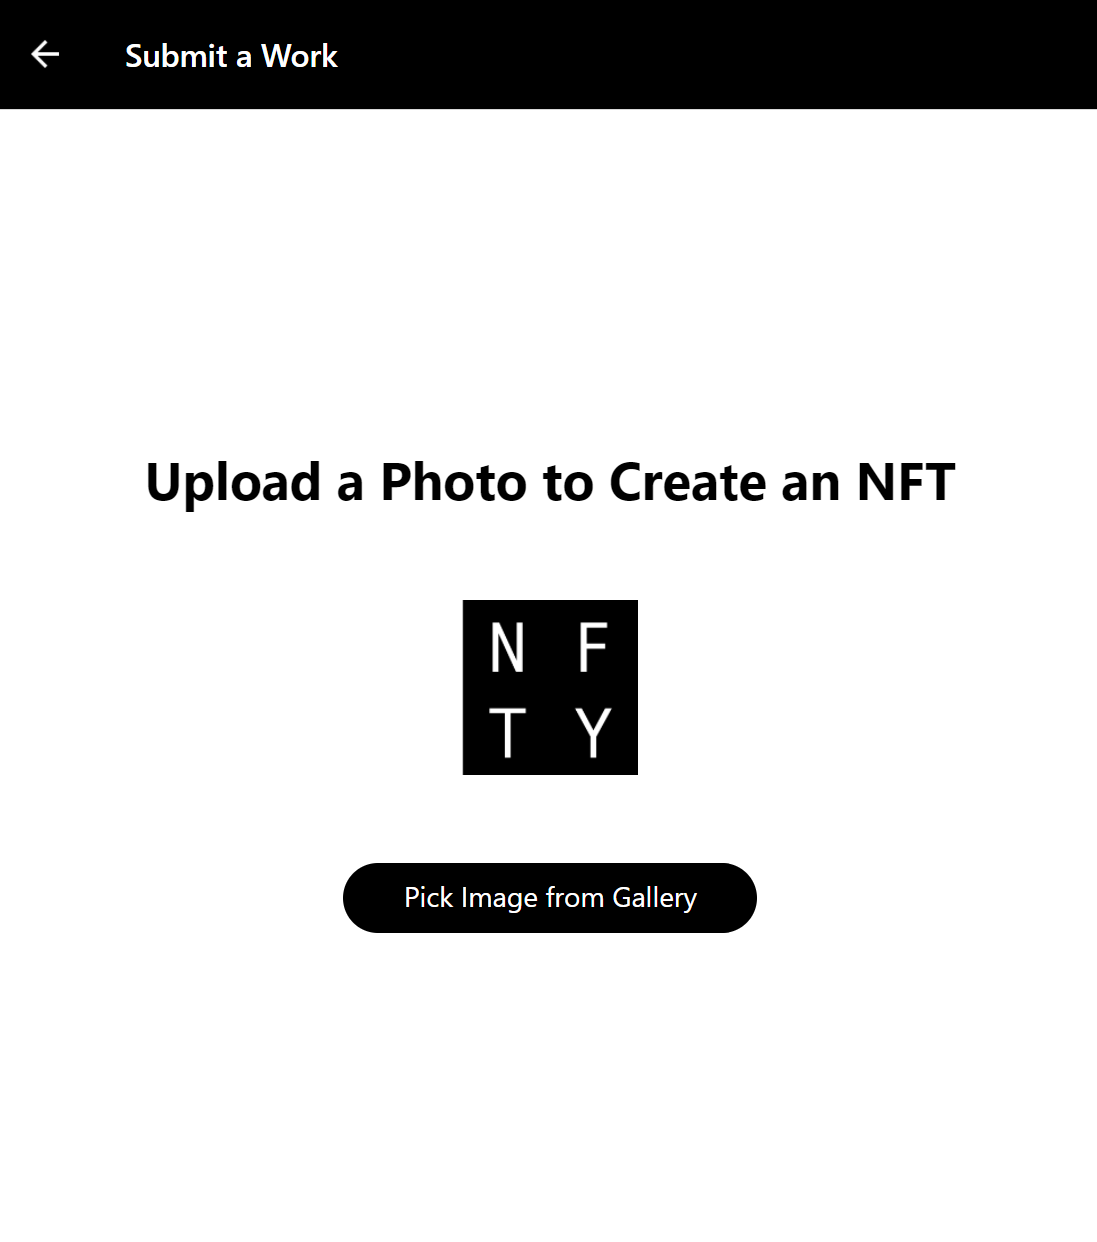 Submit a Work
Upload a Photo to Create an NFT
N F
T Y
Pick Image from Gallery